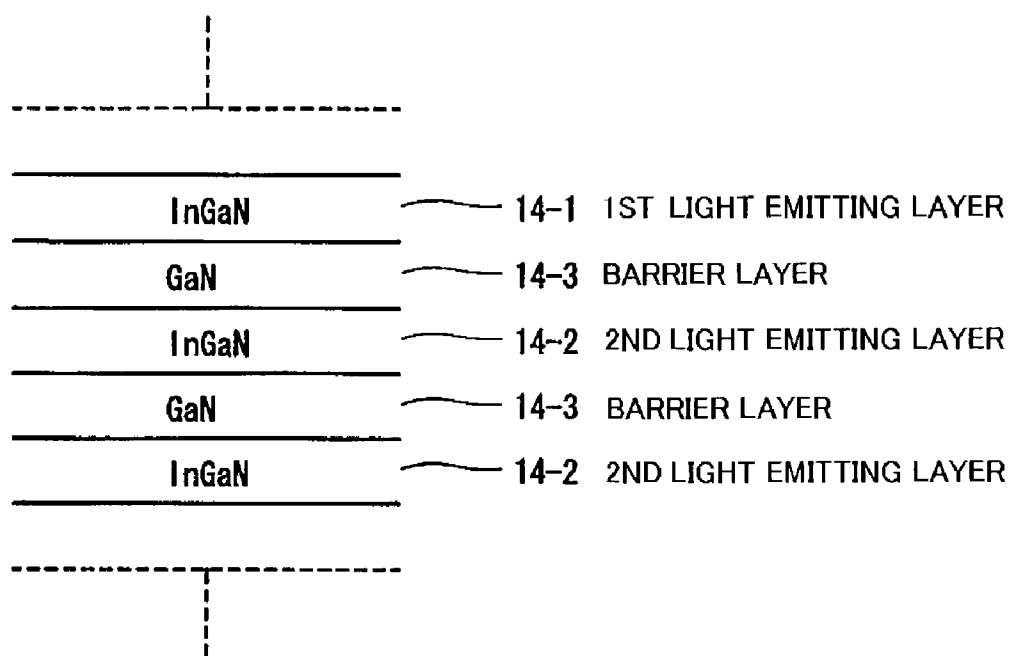 InGaN 14-1 1ST LIGHT EMITTING LAYER
GaN 14-3 BARRIER LAYER
InGaN 14-2 2ND LIGHT EMITTING LAYER
GaN 14-3 BARRIER LAYER
InGaN 14-2 2ND LIGHT EMITTING LAYER